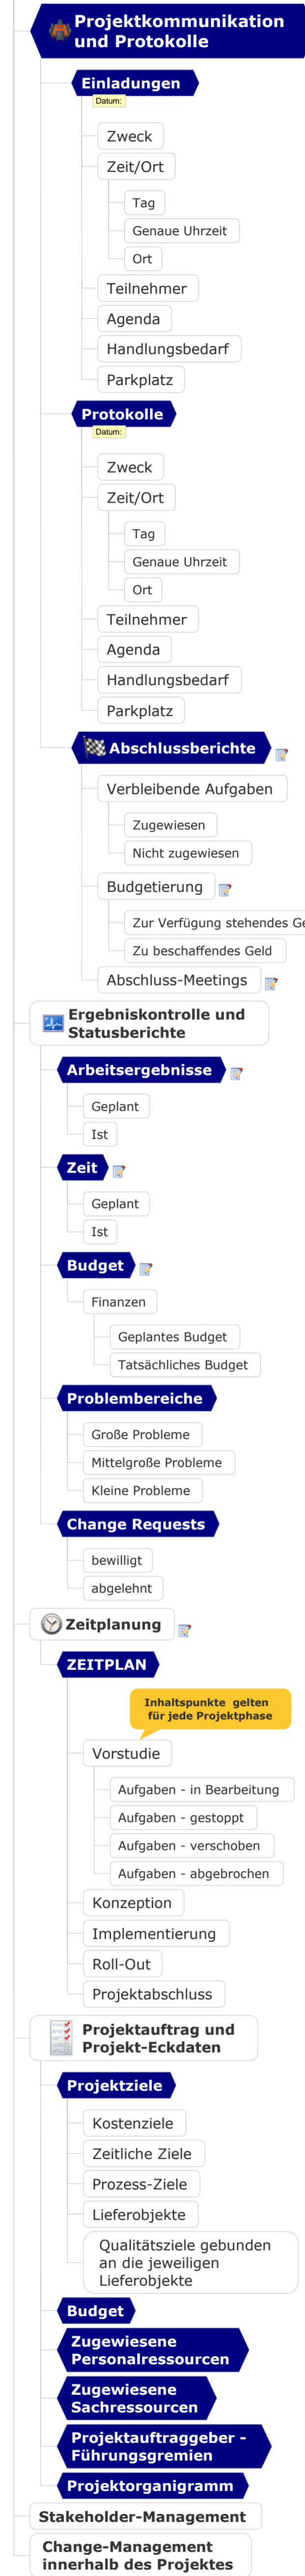 Projektkommunikation
und Protokolle
Einladungen
Datum:
Zweck
Zeit/Ort
Tag
Genaue Uhrzeit
Ort
Teilnehmer
Agenda
Handlungsbedarf
Parkplatz
Protokolle
Datum:
Zweck
Zeit/Ort
Tag
Genaue Uhrzeit
Ort
Teilnehmer
Agenda
Handlungsbedarf
Parkplatz
Abschlussberichte
Verbleibende Aufgaben
Zugewiesen
Nicht zugewiesen
Budgetierung
Zur Verfügung stehendes
Zu beschaffendes Geld
Abschluss-Meetings
Ergebniskontrolle und
Statusberichte
Arbeitsergebnisse
Geplant
Ist
Zeit
Geplant
Ist
Budget
Finanzen
Geplantes Budget
Tatsächliches Budget
Problembereiche
Große Probleme
Mittelgroße Probleme
Kleine Probleme
Change Requests
bewilligt
abgelehnt
Zeitplanung
ZEITPLAN
Inhaltspunkte gelten
für jede Projektphase
Vorstudie
Aufgaben - in Bearbeitung
Aufgaben - gestoppt
Aufgaben - verschoben
Aufgaben - abgebrochen
Konzeption
Implementierung
Roll-Out
Projektabschluss
Projektauftrag und
Projekt-Eckdaten
Projektziele
Kostenziele
Zeitliche Ziele
Prozess-Ziele
Lieferobjekte
Qualitätsziele gebunden
an die jeweiligen
Lieferobjekte
Budget
Zugewiesene
Personalressourcen
Zugewiesene
Sachressourcen
Projektauftraggeber -
Führungsgremien
Projektorganigramm
Stakeholder-Management
Change-Management
innerhalb des Projektes